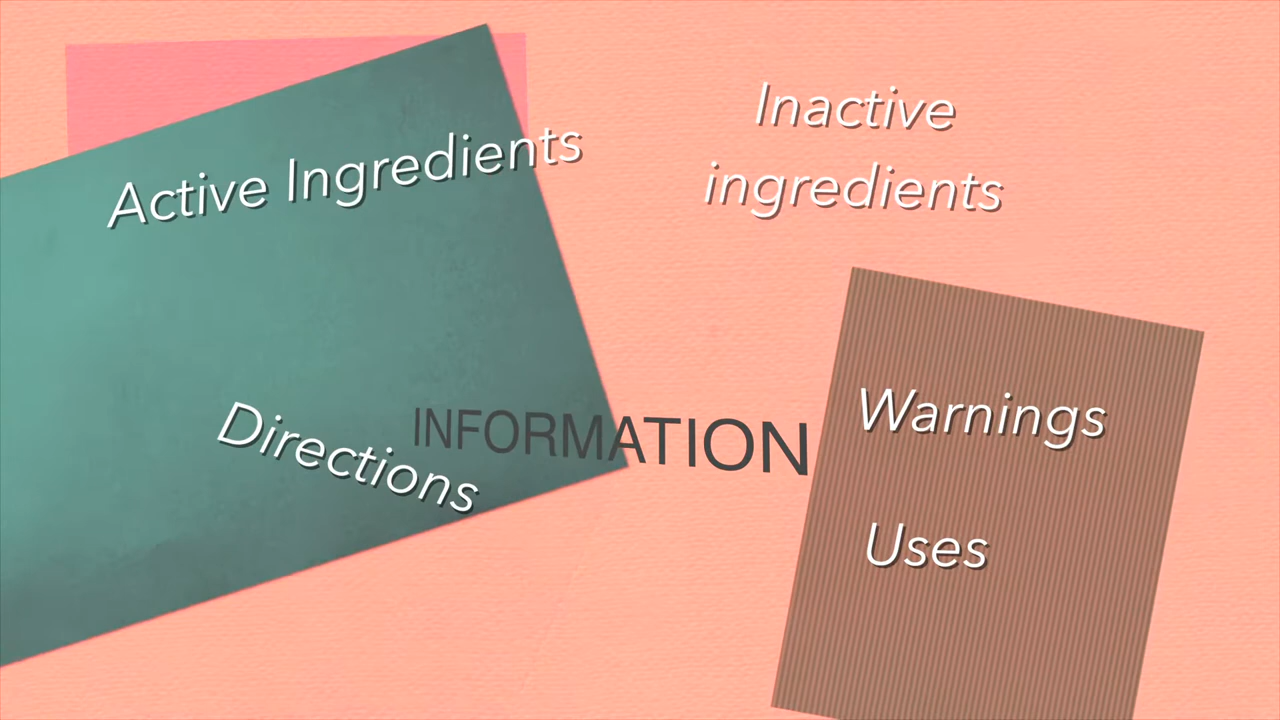 Active Ingredients
Inactive
ingredients
Directions
INFORMATION
Warnings
Uses